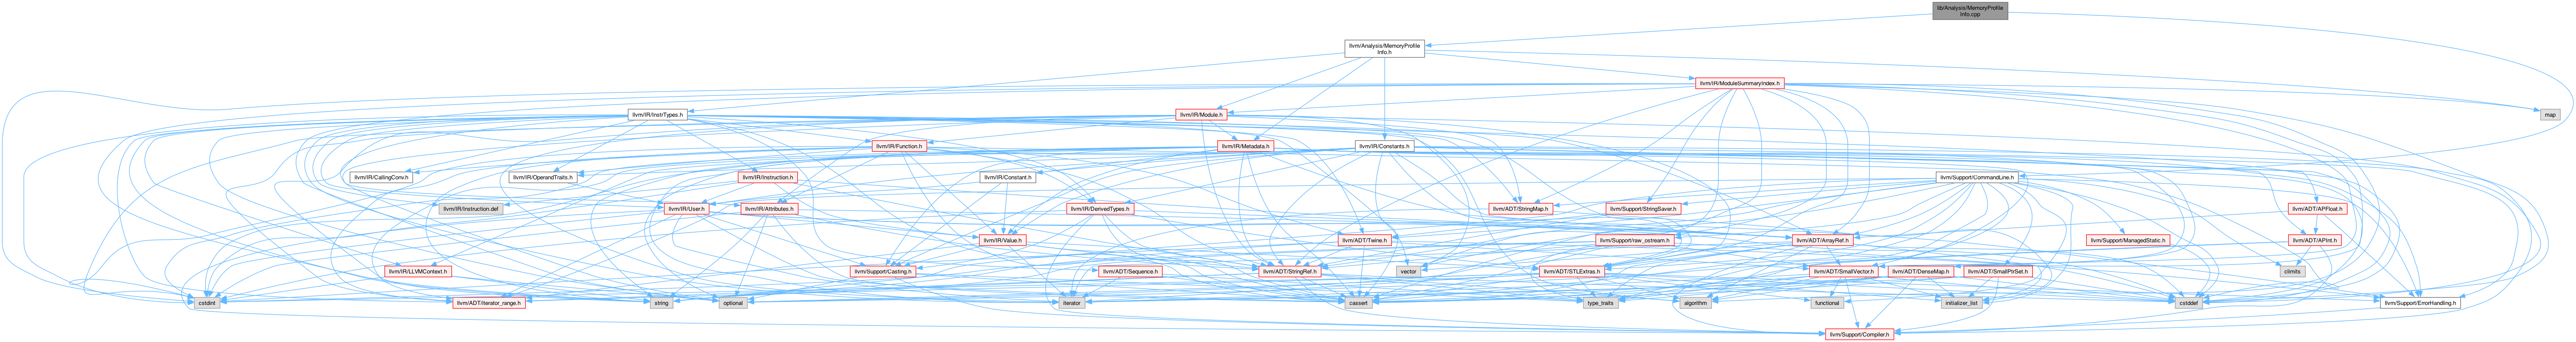 lib/Analysis/MemoryProfile
Info.cpp
llvm/Analysis/MemoryProfile
Info.h
llvm/IR/ModuleSummaryIndex.h
llvm/IR/InstrTypes.h
llvm/IR/Module.h
map
llvm/IR/Function.h
llvm/IR/Metadata.h
llvm/IR/Constants.h
llvm/IR/CallingConv.h
llvm/IR/OperandTraits.h
llvm/IR/Instruction.h
llvm/IR/Constant.h
llvm/Support/CommandLine.h
llvm/IR/Instruction.def
llvm/IR/User.h
llvm/IR/Attributes.h
llvm/IR/DerivedTypes.h
llvm/ADT/StringMap.h
llvm/Support/StringSaver.h
llvm/ADT/APFloat.h
llvm/IR/Value.h
llvm/ADT/Twine.h
llvm/Support/raw_ostream.h
llvm/ADT/ArrayRef.h
llvm/Support/ManagedStatic.h
llvm/ADT/APInt.h
llvm/IR/LLVMContext.h
llvm/Support/Casting.h
llvm/ADT/Sequence.h
llvm/ADT/StringRef.h
vector
llvm/ADT/STLExtras.h
llvm/ADT/SmallVector.h
llvm/ADT/DenseMap.h
llvm/ADT/SmallPtrSet.h
climits
cstdint
llvm/ADT/iterator_range.h
string
optional
iterator
cassert
type_traits
algorithm
functional
initializer_list
cstddef
llvm/Support/ErrorHandling.h
llvm/Support/Compiler.h